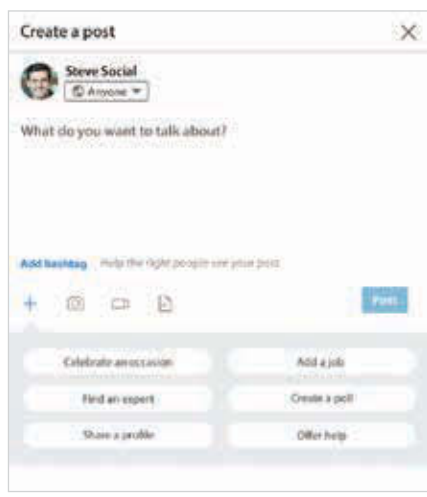 Create a post
Steve Social
Anyone
What do you want to talk about?
Add hashtag Help the right people see your post
Post
Celebrate an occasion
Add a job
Find an expert
Create a poll
Share a profile
Offer help